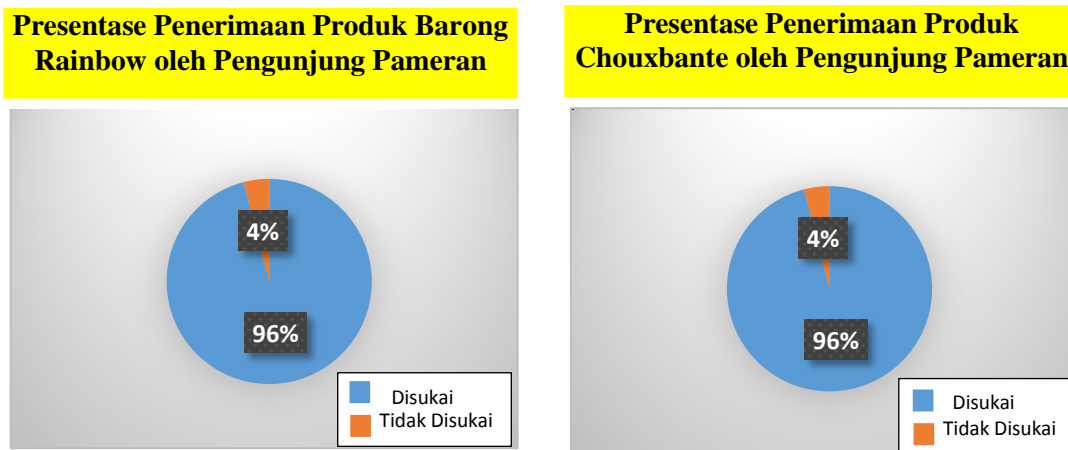 Presentase Penerimaan Produk Barong
Rainbow oleh Pengunjung Pameran
4%
96%
Disukai
Tidak Disukai
Presentase Penerimaan Produk
Chouxbante oleh Pengunjung Pameran
4%
96%
Disukai
Tidak Disukai